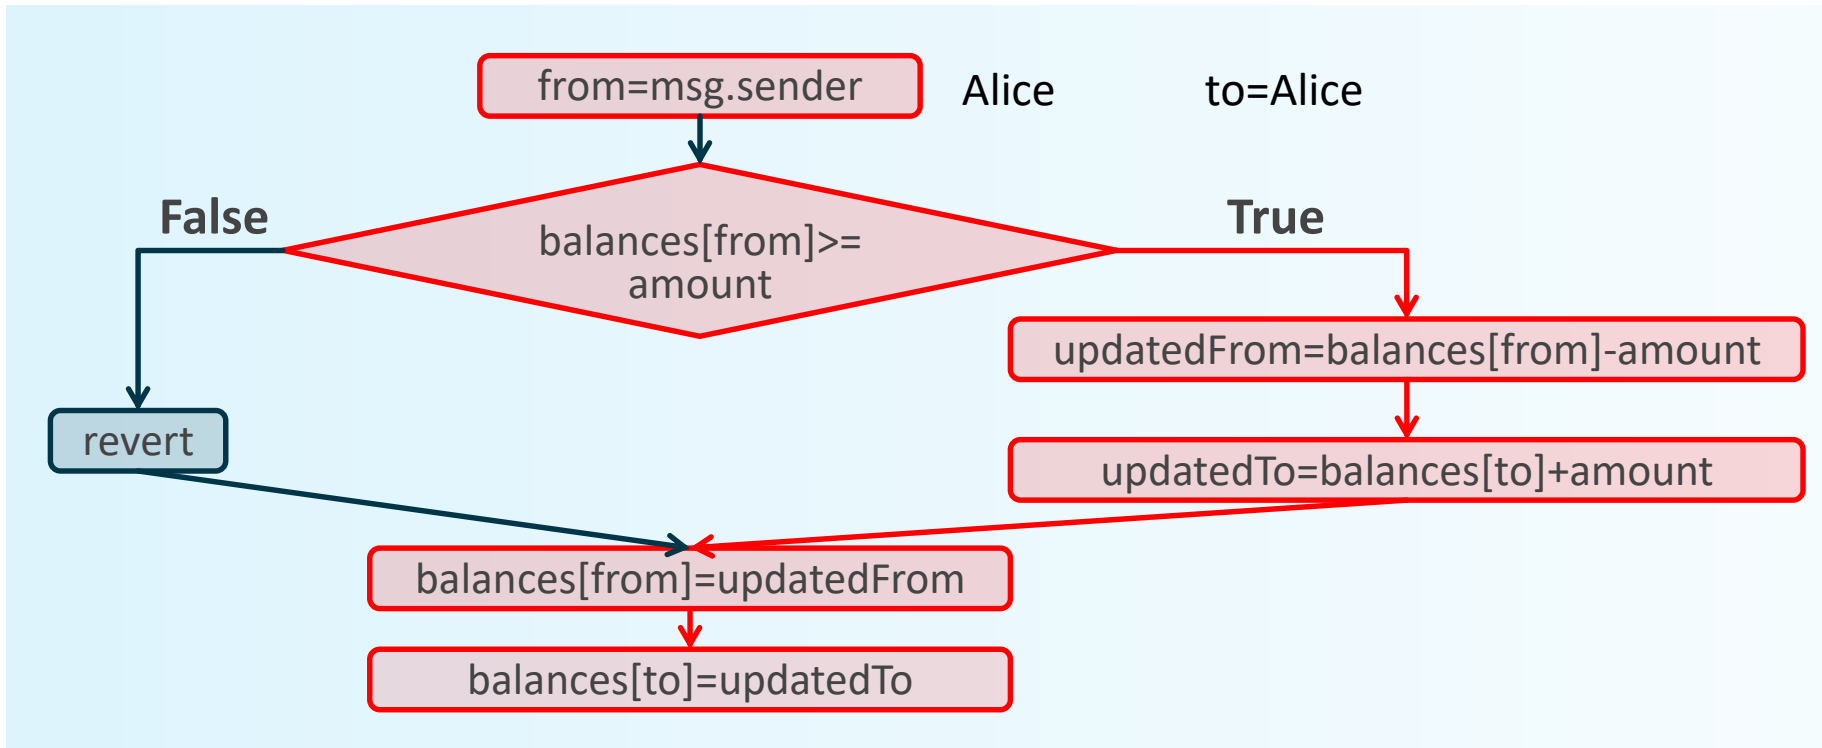 from=msg.sender
Alice
to=Alice
False
True
balances[from]>=
amount
updatedFrom=balances[from]-amount
revert
updatedTo=balances[to]+amount
balances[from]=updatedFrom
balances[to]=updatedTo